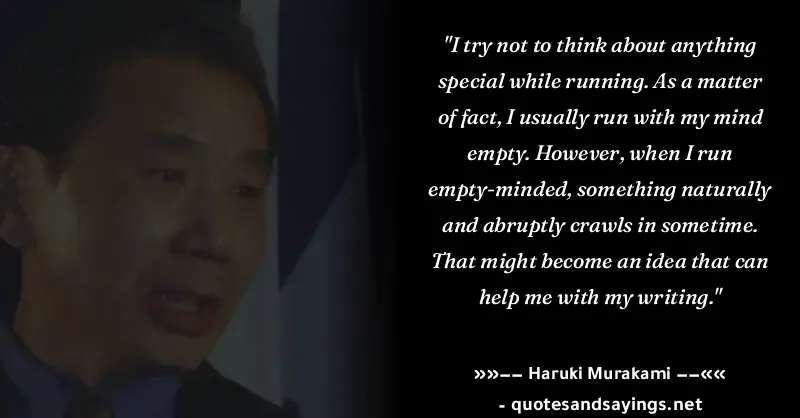 "I try not to think about anything
special while running. As a matter
of fact, I usually run with my mind
empty. However, when I run
empty-minded, something naturally
and abruptly crawls in sometime.
That might become an idea that can
help me with my writing."
»»–– Haruki Murakami ––««
- quotesandsayings.net